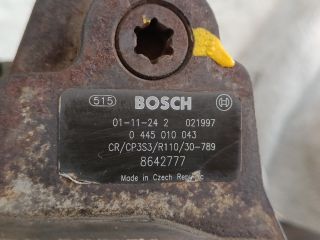 515 BOSCH
01-11-24 2 021997
0 445 010 043
CR/CP3S3/R110/30-789
8642777
Made in Czech Republic